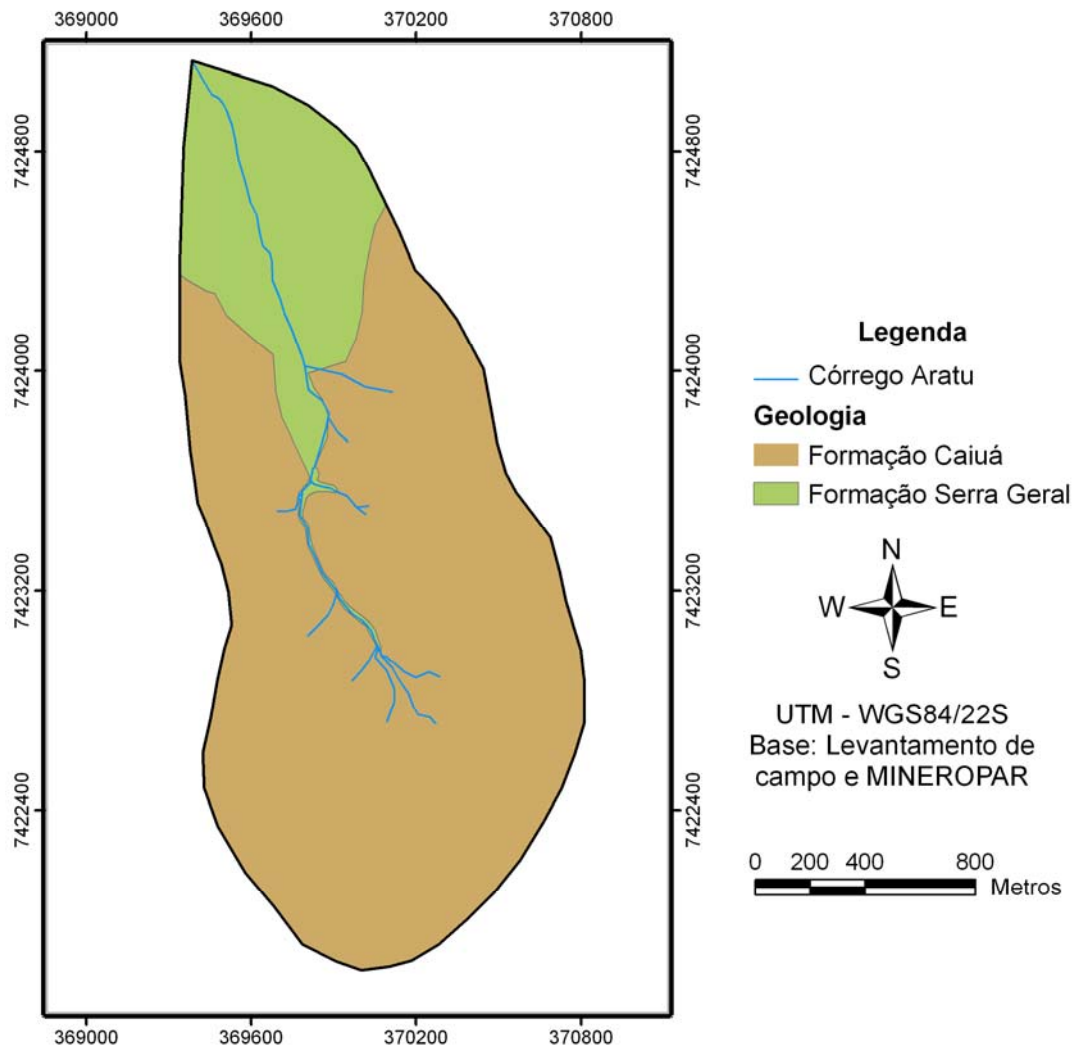 369000 369600 370200 370800
7424800 7424800
7424000 7424000
7423200 7423200
7422400 7422400
369000 369600 370200 370800
Legenda
Córrego Aratu
Geologia
Formação Caiuá
Formação Serra Geral
N
W E
S
UTM - WGS84/22S
Base: Levantamento de
campo e MINEROPAR
0 200 400 800
Metros